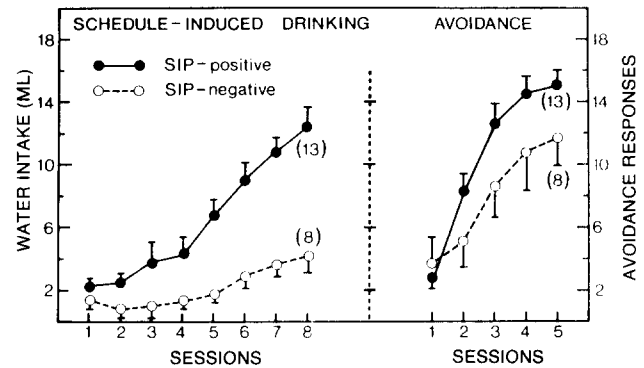 SCHEDULE-INDUCED DRINKING
AVOIDANCE
SIP-positive
SIP-negative
WATER INTAKE (ML)
18
14
10
6
2
(13)
(8)
1 2 3 4 5 6 7 8
SESSIONS
(13)
(8)
1 2 3 4 5
SESSIONS
18
14
10
6
2
AVOIDANCE RESPONSES